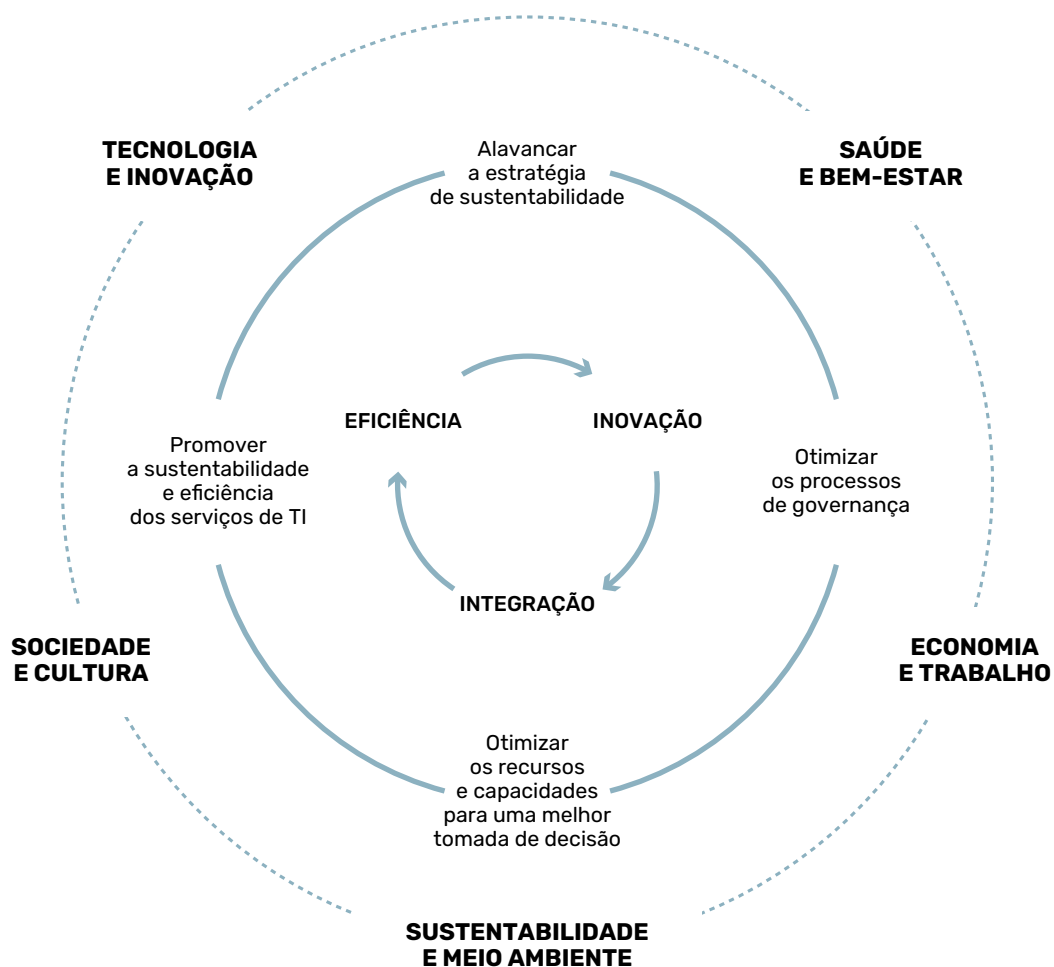 TECNOLOGIA
E INOVAÇÃO
Alavancar
a estratégia
de sustentabilidade
SAÚDE
E BEM-ESTAR
EFICIÊNCIA
INOVAÇÃO
Promover
a sustentabilidade
e eficiência
dos serviços de TI
Otimizar
os processos
de governança
INTEGRAÇÃO
SOCIEDADE
E CULTURA
ECONOMIA
E TRABALHO
Otimizar
os recursos
e capacidades
para uma melhor
tomada de decisão
SUSTENTABILIDADE
E MEIO AMBIENTE